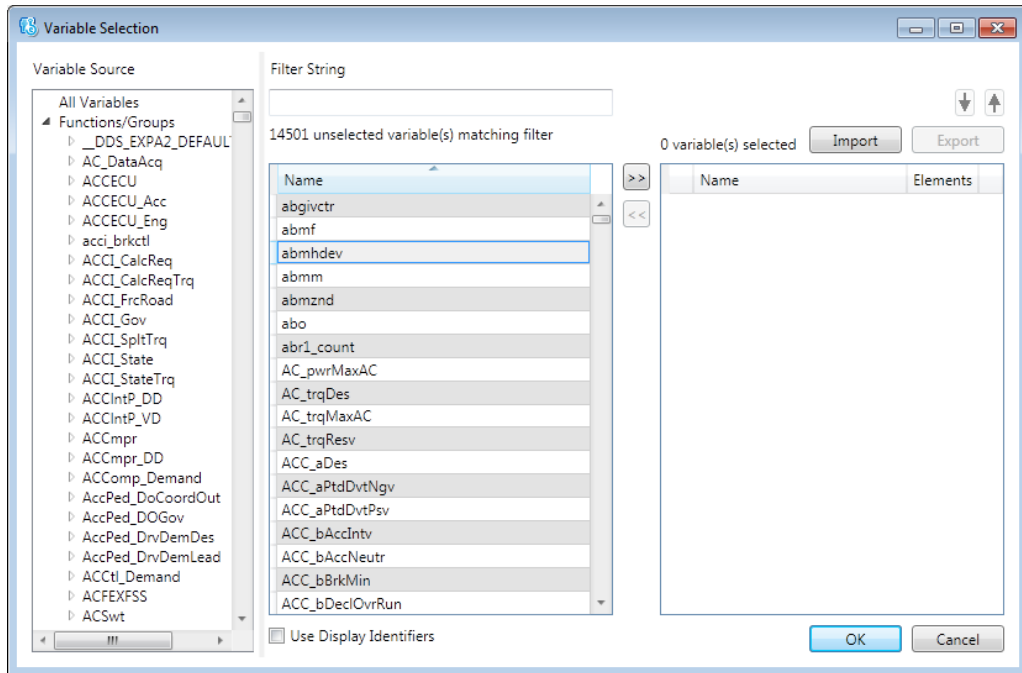 Variable Selection
Variable Source
All Variables
Functions/Groups
__DDS_EXPA2_DEFAUL
AC_DataAcq
ACCECU
ACCECU_Acc
ACCECU_Eng
acci_brkctl
ACCI_CalcReq
ACCI_CalcReqTrq
ACCI_FrcRoad
ACCI_Gov
ACCI_SpltTrq
ACCI_State
ACCI_StateTrq
ACCIntP_DD
ACCIntP_VD
ACCmpr
ACCmpr_DD
ACComp_Demand
AccPed_DoCoordOut
AccPed_DOGov
AccPed_DrvDemDes
AccPed_DrvDemLead
ACCtl_Demand
ACFEXFSS
ACSwt
Filter String
14501 unselected variable(s) matching filter
Name
abgivctr
abmf
abmhdev
abmm
abmznd
abo
abr1_count
AC_pwrMaxAC
AC_trqDes
AC_trqMaxAC
AC_trqResv
ACC_aDes
ACC_aPtdDvtNgv
ACC_aPtdDvtPsv
ACC_bAccIntv
ACC_bAccNeutr
ACC_bBrkMin
ACC_bDeclOvrRun
Use Display Identifiers
>>
<<
0 variable(s) selected
Import
Export
Name Elements
OK
Cancel